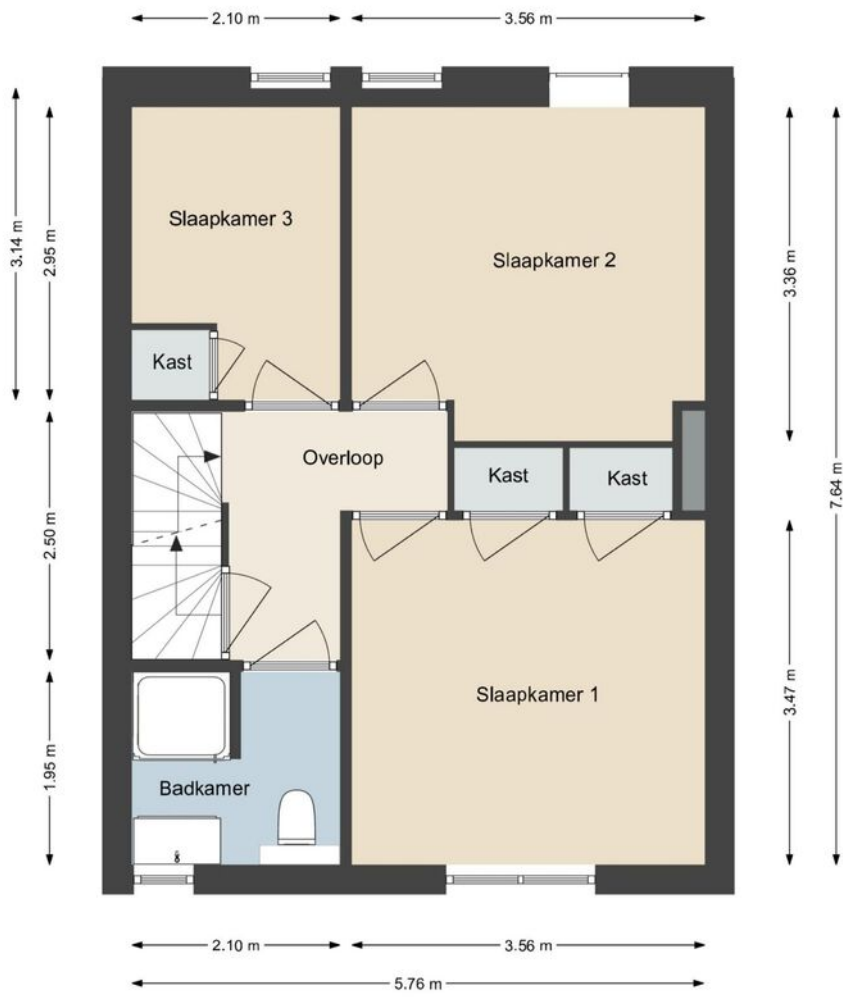 2.10 m
3.56 m
3.14 m
2.95 m
3.36 m
7.64 m
Slaapkamer 3
Slaapkamer 2
Kast
Overloop
Kast
Kast
2.50 m
Slaapkamer 1
3.47 m
1.95 m
Badkamer
2.10 m
3.56 m
5.76 m